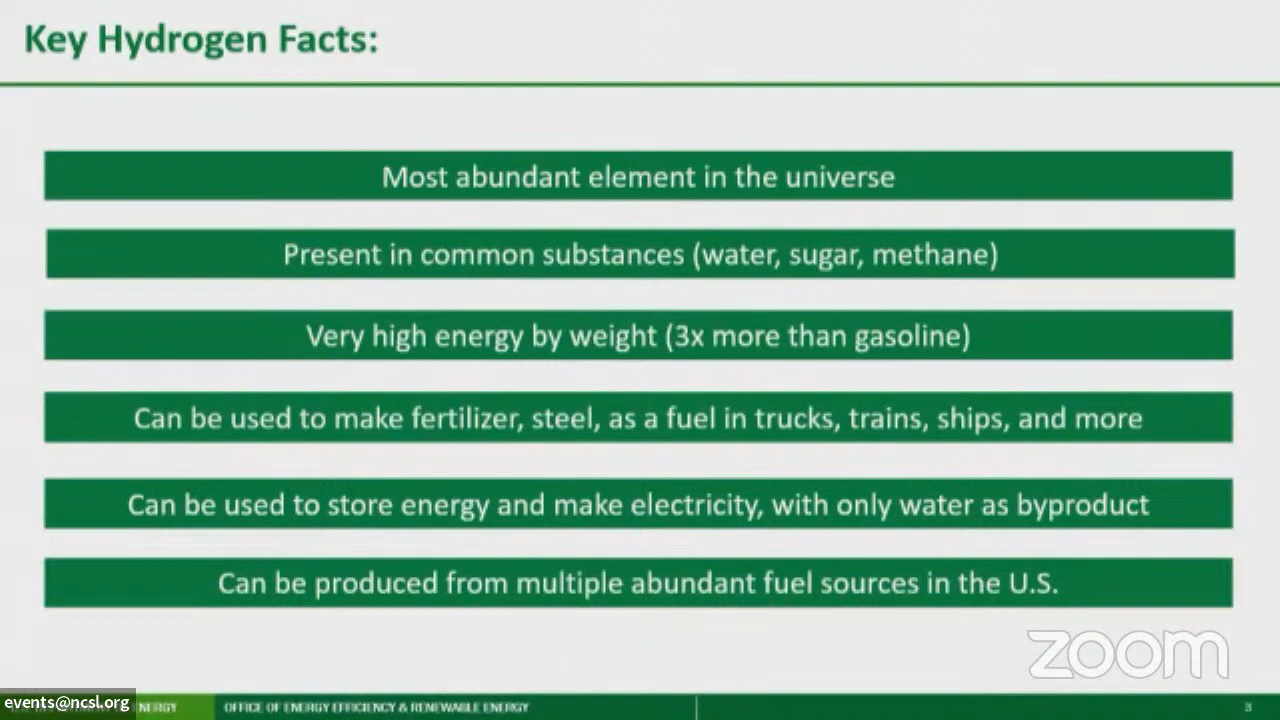 Key Hydrogen Facts:
Most abundant element in the universe
Present in common substances (water, sugar, methane)
Very high energy by weight (3x more than gasoline)
Can be used to make fertilizer, steel, as a fuel in trucks, trains, ships, and more
Can be used to store energy and make electricity, with only water as byproduct
Can be produced from multiple abundant fuel sources in the U.S.
zoom
events@ncsl.org
NERGY
OFFICE OF ENERGY EFFICIENCY & RENEWABLE ENERGY
3